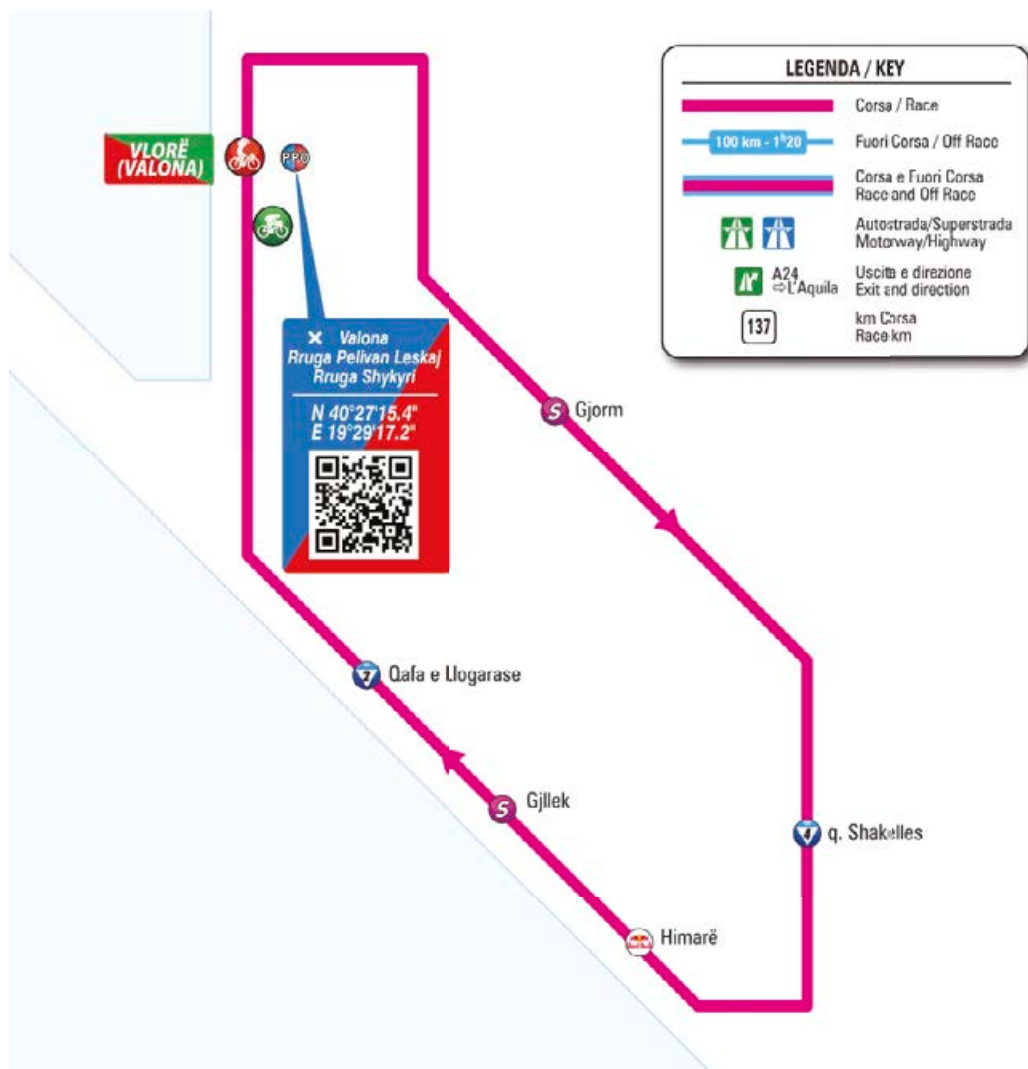 LEGENDA / KEY
Corsa / Race
100 km - 1h20
Fuori Corsa / Off Race
Corsa e Fuori Corsa
Race and Off Race
Autostrada/Superstrada
Motorway/Highway
A24
⇨L'Aquila
Uscita e direzione
Exit and direction
137
km Corsa
Race km
VLORË
(VALONA)
PPO
✕ Valona
Rruga Pelivan Leskaj
Rruga Shykyri
N 40°27'15.4"
E 19°29'17.2"
S Gjorm
2 Qafa e Llogarase
S Gjllek
4 q. Shakelles
Himarë